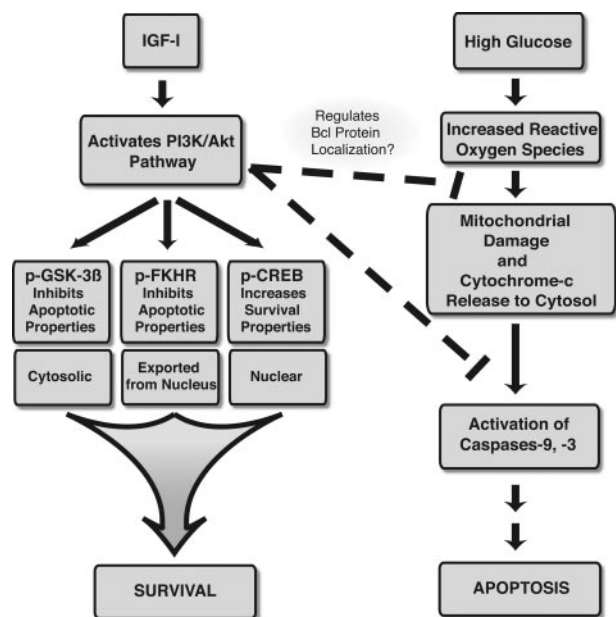 IGF-I
Activates PI3K/Akt
Pathway
p-GSK-3ß
Inhibits
Apoptotic
Properties
p-FKHR
Inhibits
Apoptotic
Properties
p-CREB
Increases
Survival
Properties
Cytosolic
Exported
from Nucleus
Nuclear
SURVIVAL
Regulates
Bcl Protein
Localization?
High Glucose
Increased Reactive
Oxygen Species
Mitochondrial
Damage
and
Cytochrome-c
Release to Cytosol
Activation of
Caspases-9, -3
APOPTOSIS